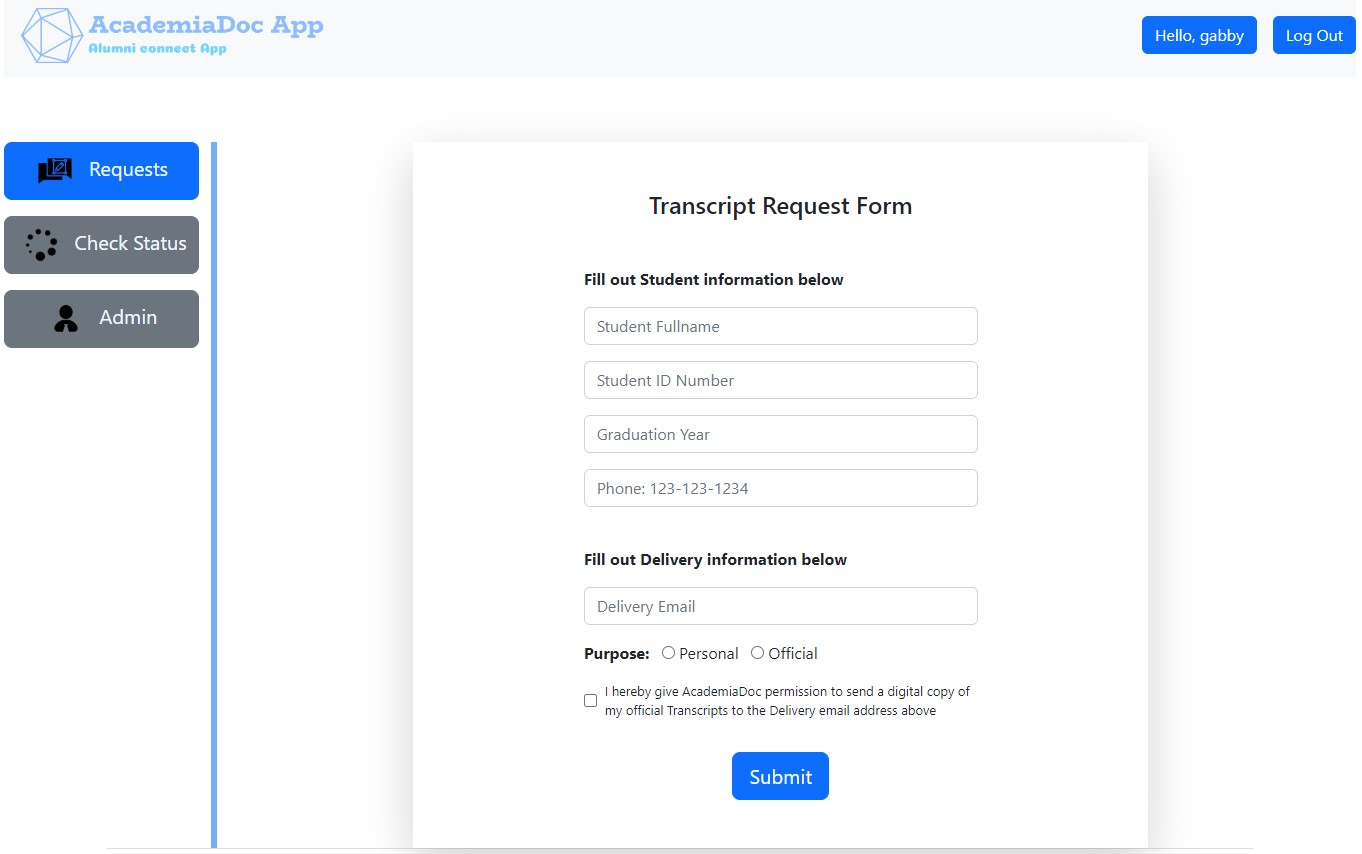 AcademiaDoc App
Alumni connect App
Hello, gabby
Log Out
Requests
Check Status
Admin
Transcript Request Form
Fill out Student information below
Student Fullname
Student ID Number
Graduation Year
Phone: 123-123-1234
Fill out Delivery information below
Delivery Email
Purpose: Personal Official
I hereby give AcademiaDoc permission to send a digital copy of
my official Transcripts to the Delivery email address above
Submit